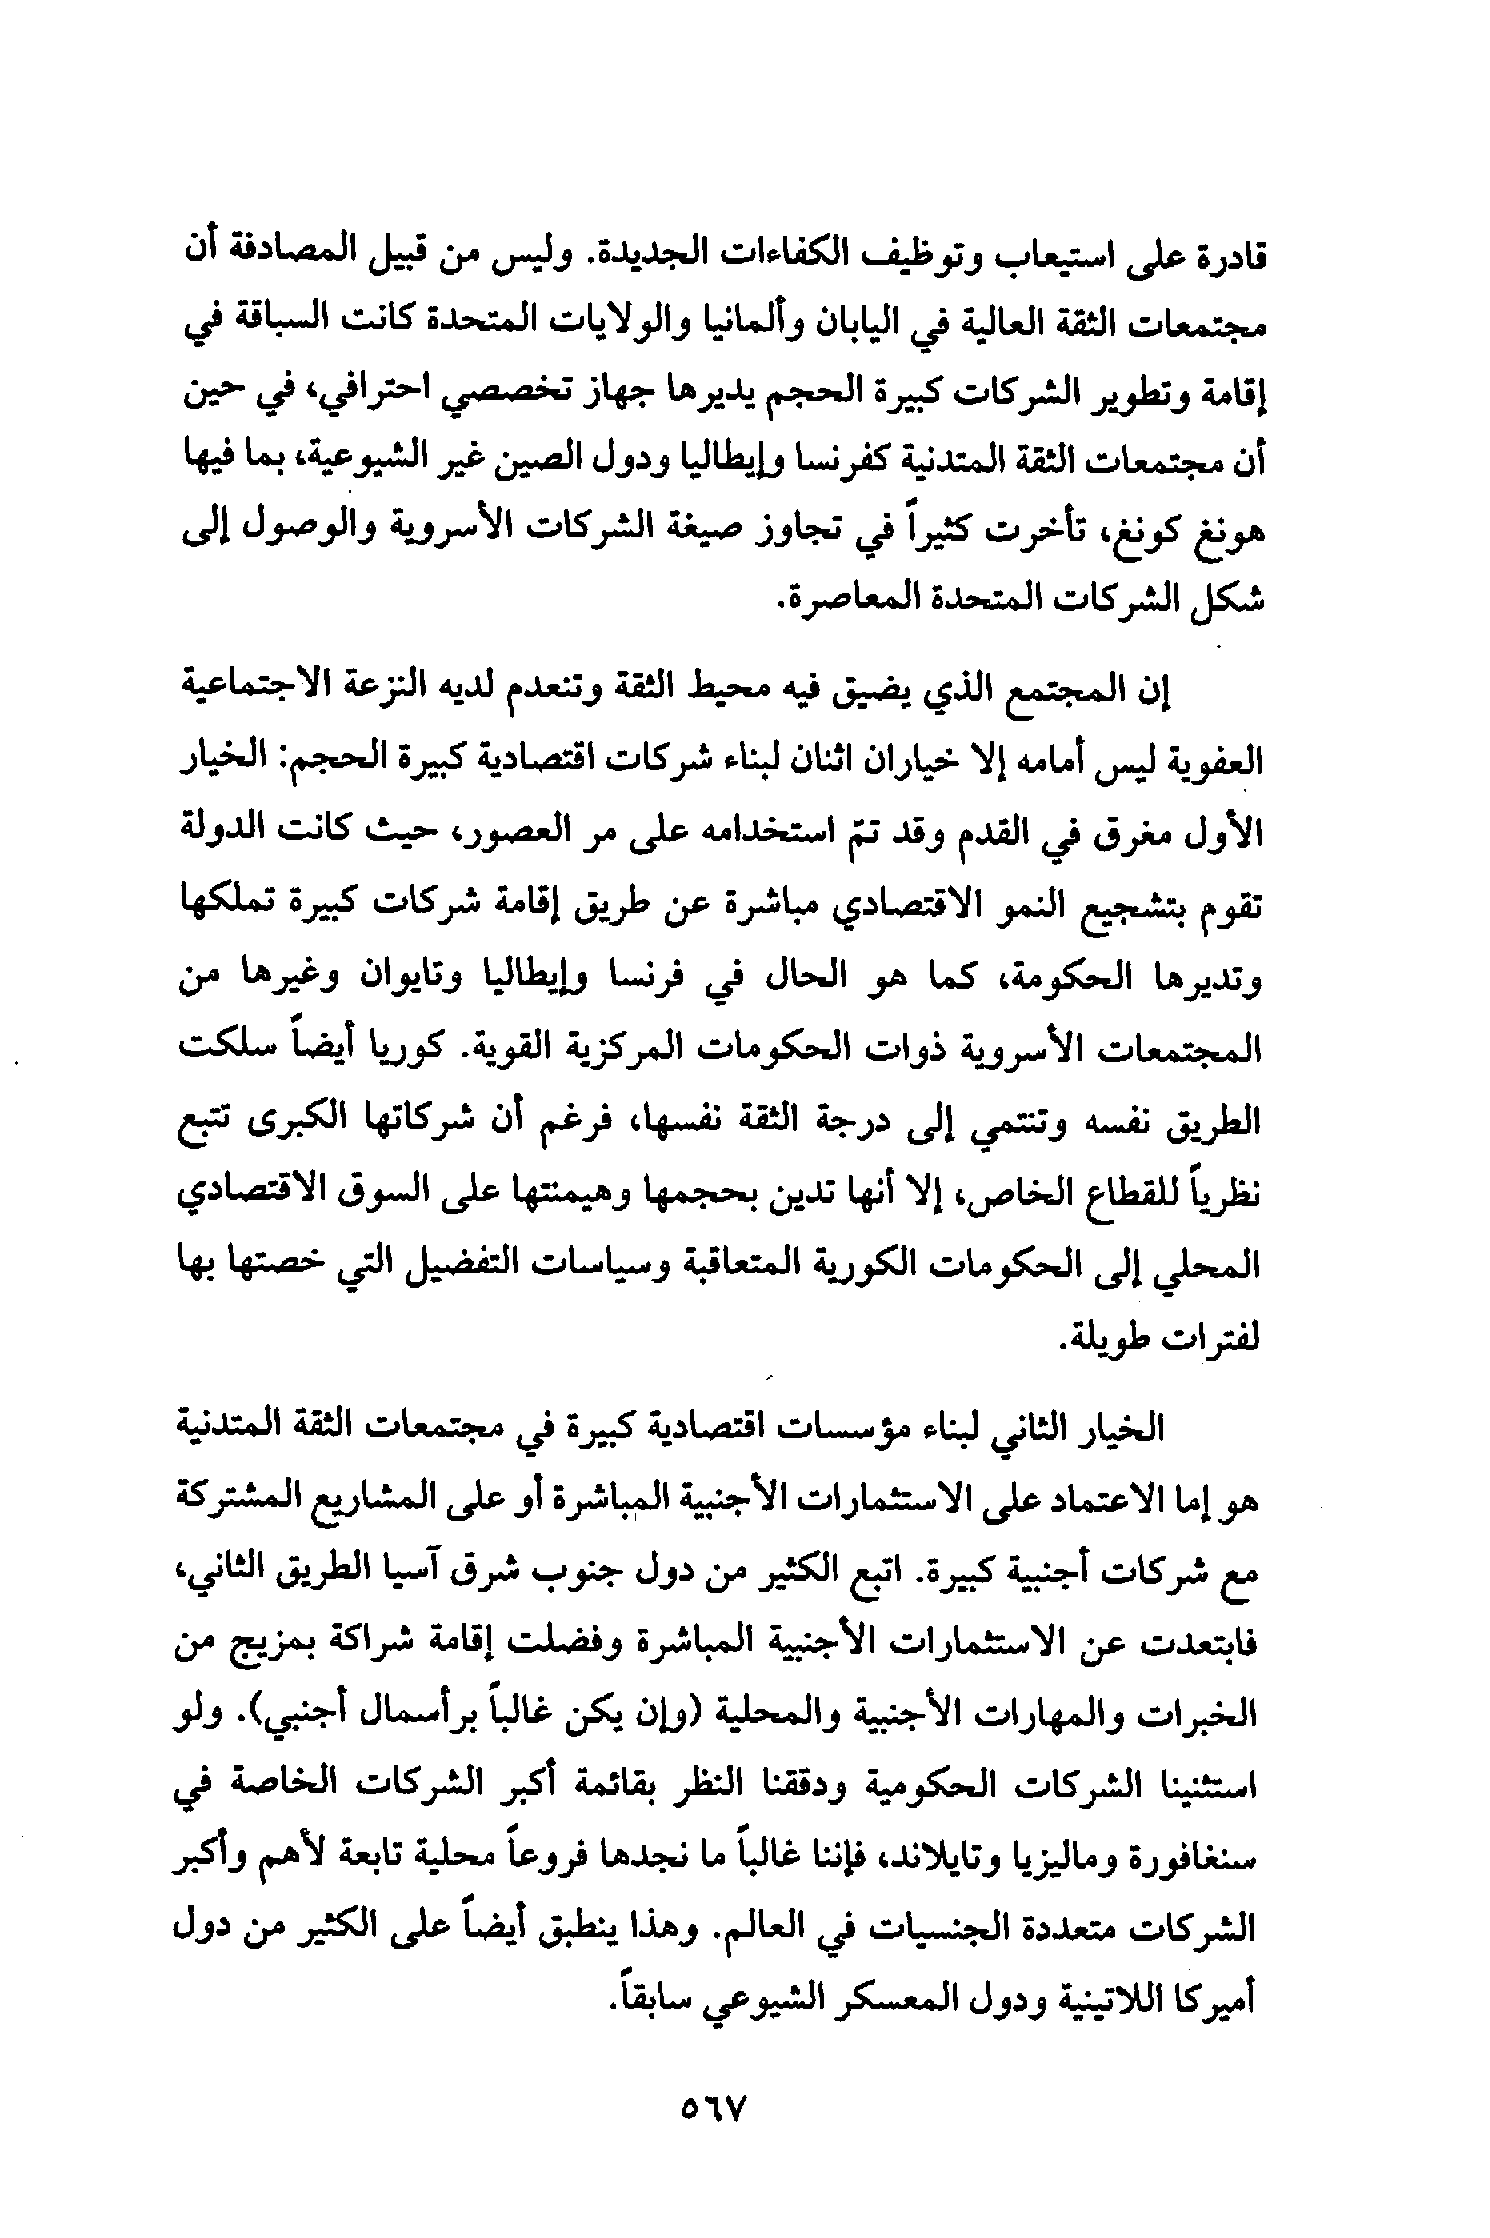 قادرة على استيعاب وتوظيف الكفاءات الجديدة. وليس من قبيل المصادفة أن
مجتمعات الثقة العالية في اليابان وألمانيا والولايات المتحدة كانت السباقة في
إقامة وتطوير الشركات كبيرة الحجم يديرها جهاز تخصصي احترافي، في حين
أن مجتمعات الثقة المتدنية كفرنسا وإيطاليا ودول الصين غير الشيوعية، بما فيها
هونغ كونغ، تأخرت كثيراً في تجاوز صيغة الشركات الأسروية والوصول إلى
شكل الشركات المتحدة المعاصرة.
إن المجتمع الذي يضيق فيه محيط الثقة وتنعدم لديه النزعة الاجتماعية
العفوية ليس أمامه إلا خياران اثنان لبناء شركات اقتصادية كبيرة الحجم: الخيار
الأول مغرق في القدم وقد تمّ استخدامه على مر العصور، حيث كانت الدولة
تقوم بتشجيع النمو الاقتصادي مباشرة عن طريق إقامة شركات كبيرة تملكها
وتديرها الحكومة، كما هو الحال في فرنسا وإيطاليا وتايوان وغيرها من
المجتمعات الأسروية ذوات الحكومات المركزية القوية. كوريا أيضاً سلكت
الطريق نفسه وتنتمي إلى درجة الثقة نفسها، فرغم أن شركاتها الكبرى تتبع
نظرياً للقطاع الخاص، إلا أنها تدين بحجمها وهيمنتها على السوق الاقتصادي
المحلي إلى الحكومات الكورية المتعاقبة وسياسات التفضيل التي خصتها بها
لفترات طويلة.
الخيار الثاني لبناء مؤسسات اقتصادية كبيرة في مجتمعات الثقة المتدنية
هو إما الاعتماد على الاستثمارات الأجنبية المباشرة أو على المشاريع المشتركة
مع شركات أجنبية كبيرة. اتبع الكثير من دول جنوب شرق آسيا الطريق الثاني،
فابتعدت عن الاستثمارات الأجنبية المباشرة وفضلت إقامة شراكة بمزيج من
الخبرات والمهارات الأجنبية والمحلية (وإن يكن غالباً برأسمال أجنبي). ولو
استثنينا الشركات الحكومية ودققنا النظر بقائمة أكبر الشركات الخاصة في
سنغافورة وماليزيا وتايلاند، فإننا غالباً ما نجدها فروعاً محلية تابعة لأهم وأكبر
الشركات متعددة الجنسيات في العالم. وهذا ينطبق أيضاً على الكثير من دول
أميركا اللاتينية ودول المعسكر الشيوعي سابقاً.
٥٦٧